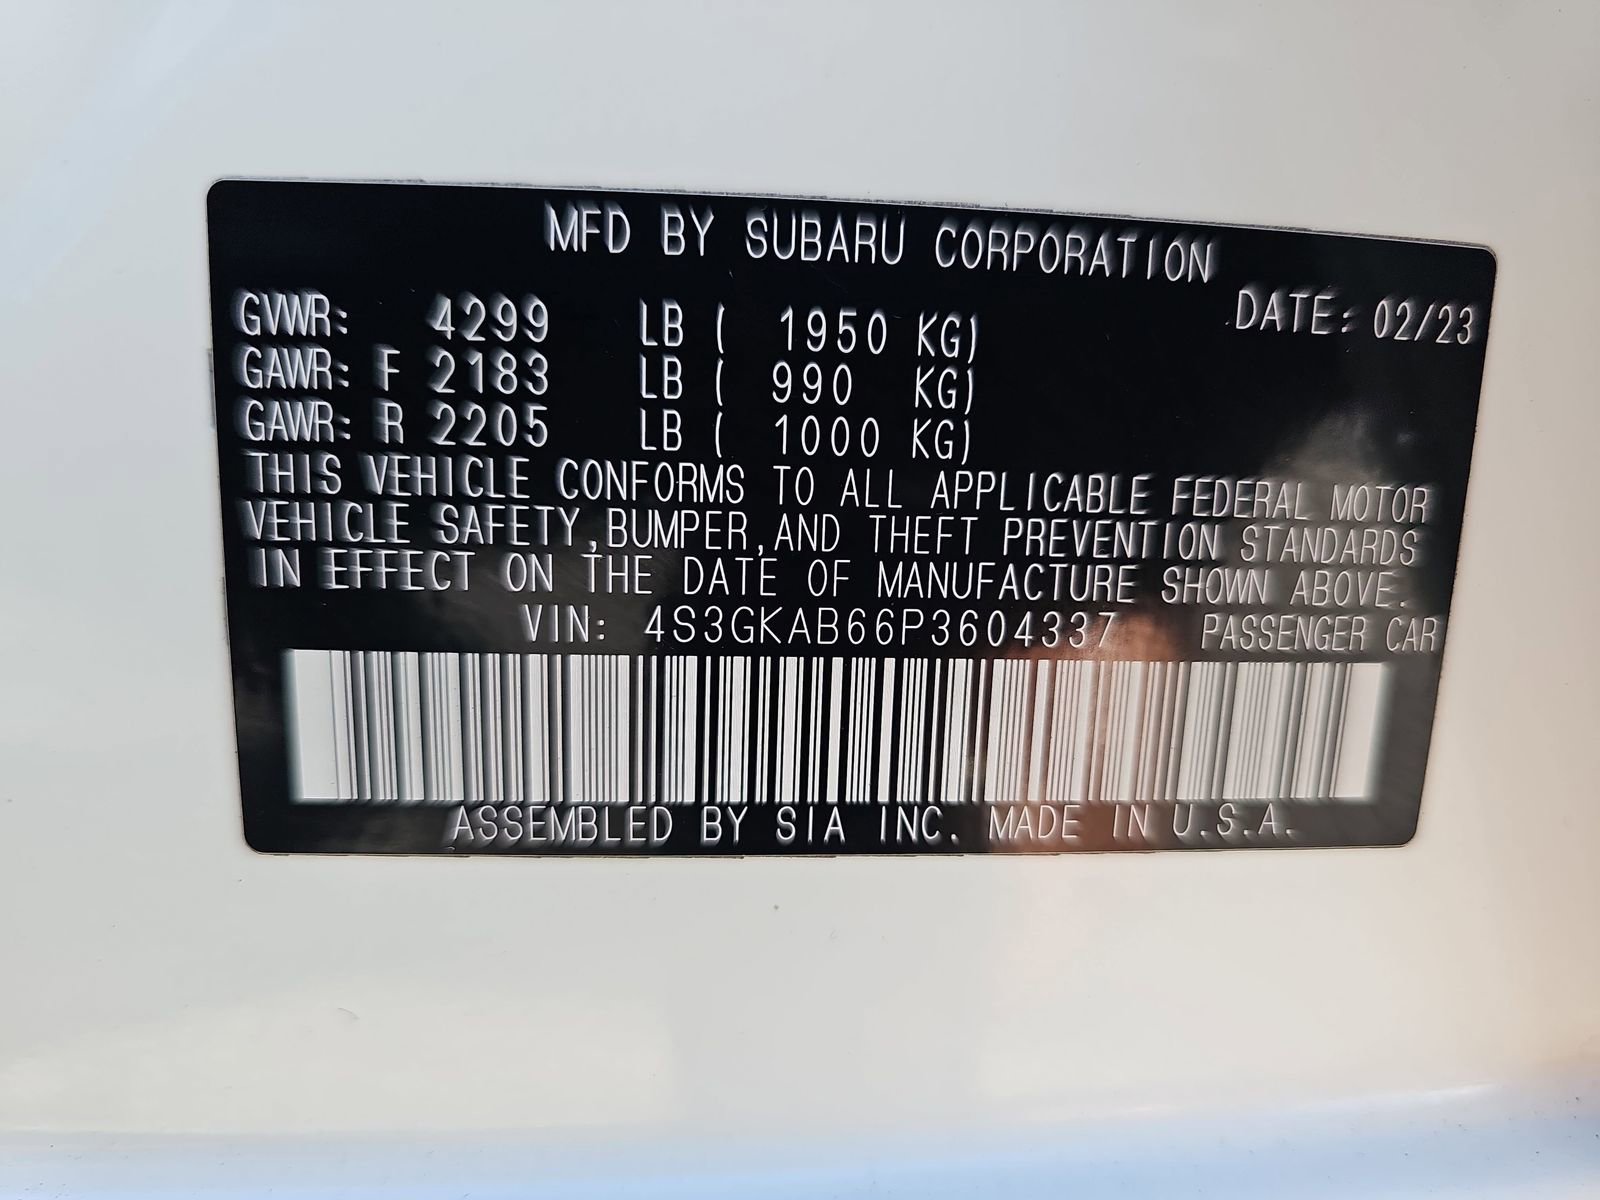 MFD BY SUBARU CORPORATION
DATE: 02/23
GVWR: 4299 LB ( 1950 KG)
GAWR: F 2183 LB ( 990 KG)
GAWR: R 2205 LB ( 1000 KG)
THIS VEHICLE CONFORMS TO ALL APPLICABLE FEDERAL MOTOR
VEHICLE SAFETY,BUMPER,AND THEFT PREVENTION STANDARDS
IN EFFECT ON THE DATE OF MANUFACTURE SHOWN ABOVE.
VIN: 4S3GKAB66P3604337 PASSENGER CAR
ASSEMBLED BY SIA INC. MADE IN U.S.A.